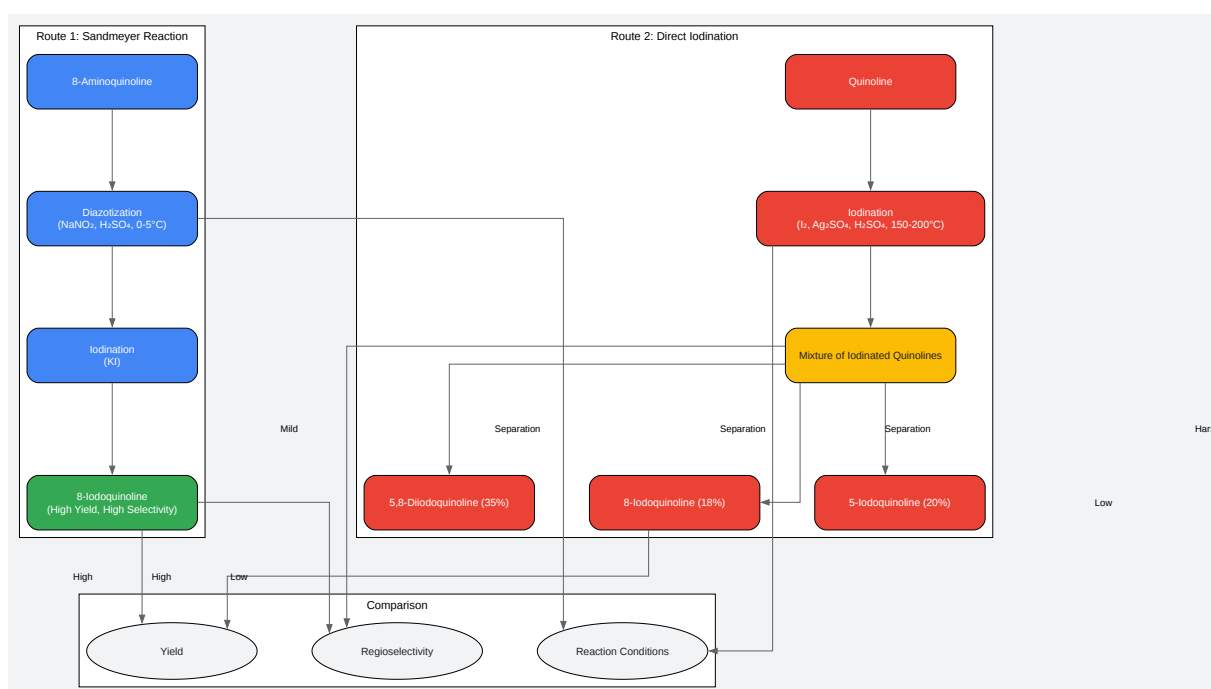 Route 1: Sandmeyer Reaction
8-Aminoquinoline
Diazotization
(NaNO₂, H₂SO₄, 0-5°C)
Iodination
(KI)
8-Iodoquinoline
(High Yield, High Selectivity)
Route 2: Direct Iodination
Quinoline
Iodination
(I₂, Ag₂SO₄, H₂SO₄, 150-200°C)
Mixture of Iodinated Quinolines
Mild
Separation
Separation
Separation
5,8-Diiodoquinoline (35%)
8-Iodoquinoline (18%)
5-Iodoquinoline (20%)
Low
High
High
Low
Comparison
Yield
Regioselectivity
Reaction Conditions